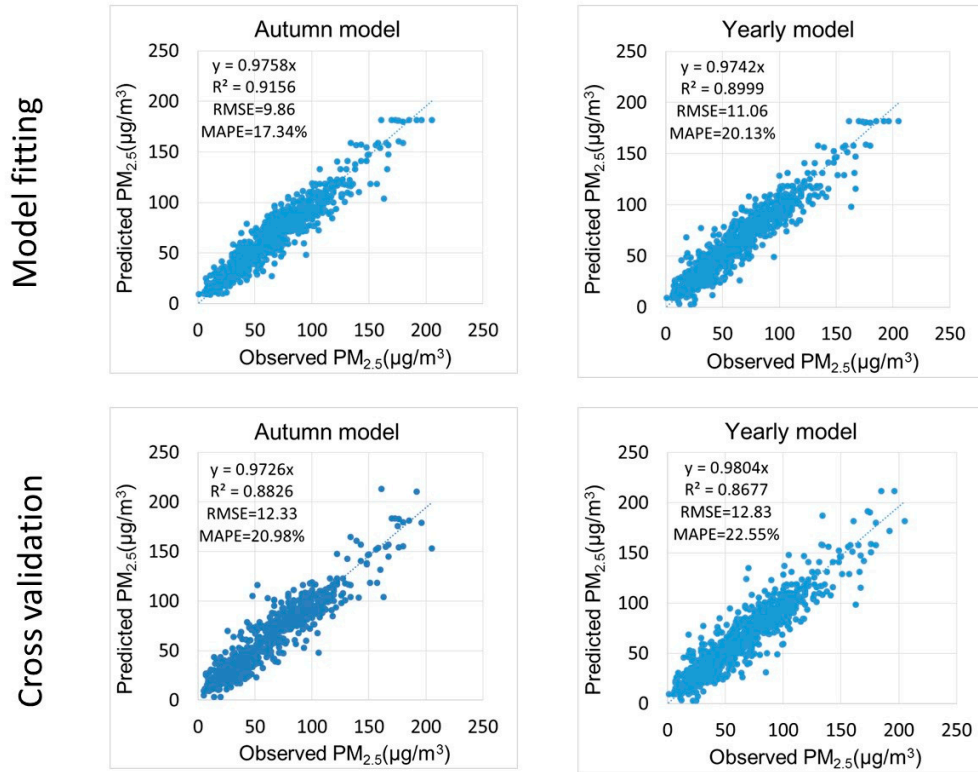 Model fitting
Autumn model
y = 0.9758x
R² = 0.9156
RMSE=9.86
MAPE=17.34%
Predicted PM2.5(µg/m³)
250
200
150
100
50
0
0 50 100 150 200 250
Observed PM2.5(µg/m³)
Yearly model
y = 0.9742x
R² = 0.8999
RMSE=11.06
MAPE=20.13%
Predicted PM2.5(µg/m³)
250
200
150
100
50
0
0 50 100 150 200 250
Observed PM2.5(µg/m³)
Cross validation
Autumn model
y = 0.9726x
R² = 0.8826
RMSE=12.33
MAPE=20.98%
Predicted PM2.5(µg/m³)
250
200
150
100
50
0
0 50 100 150 200 250
Observed PM2.5(µg/m³)
Yearly model
y = 0.9804x
R² = 0.8677
RMSE=12.83
MAPE=22.55%
Predicted PM2.5(µg/m³)
250
200
150
100
50
0
0 50 100 150 200 250
Observed PM2.5(µg/m³)